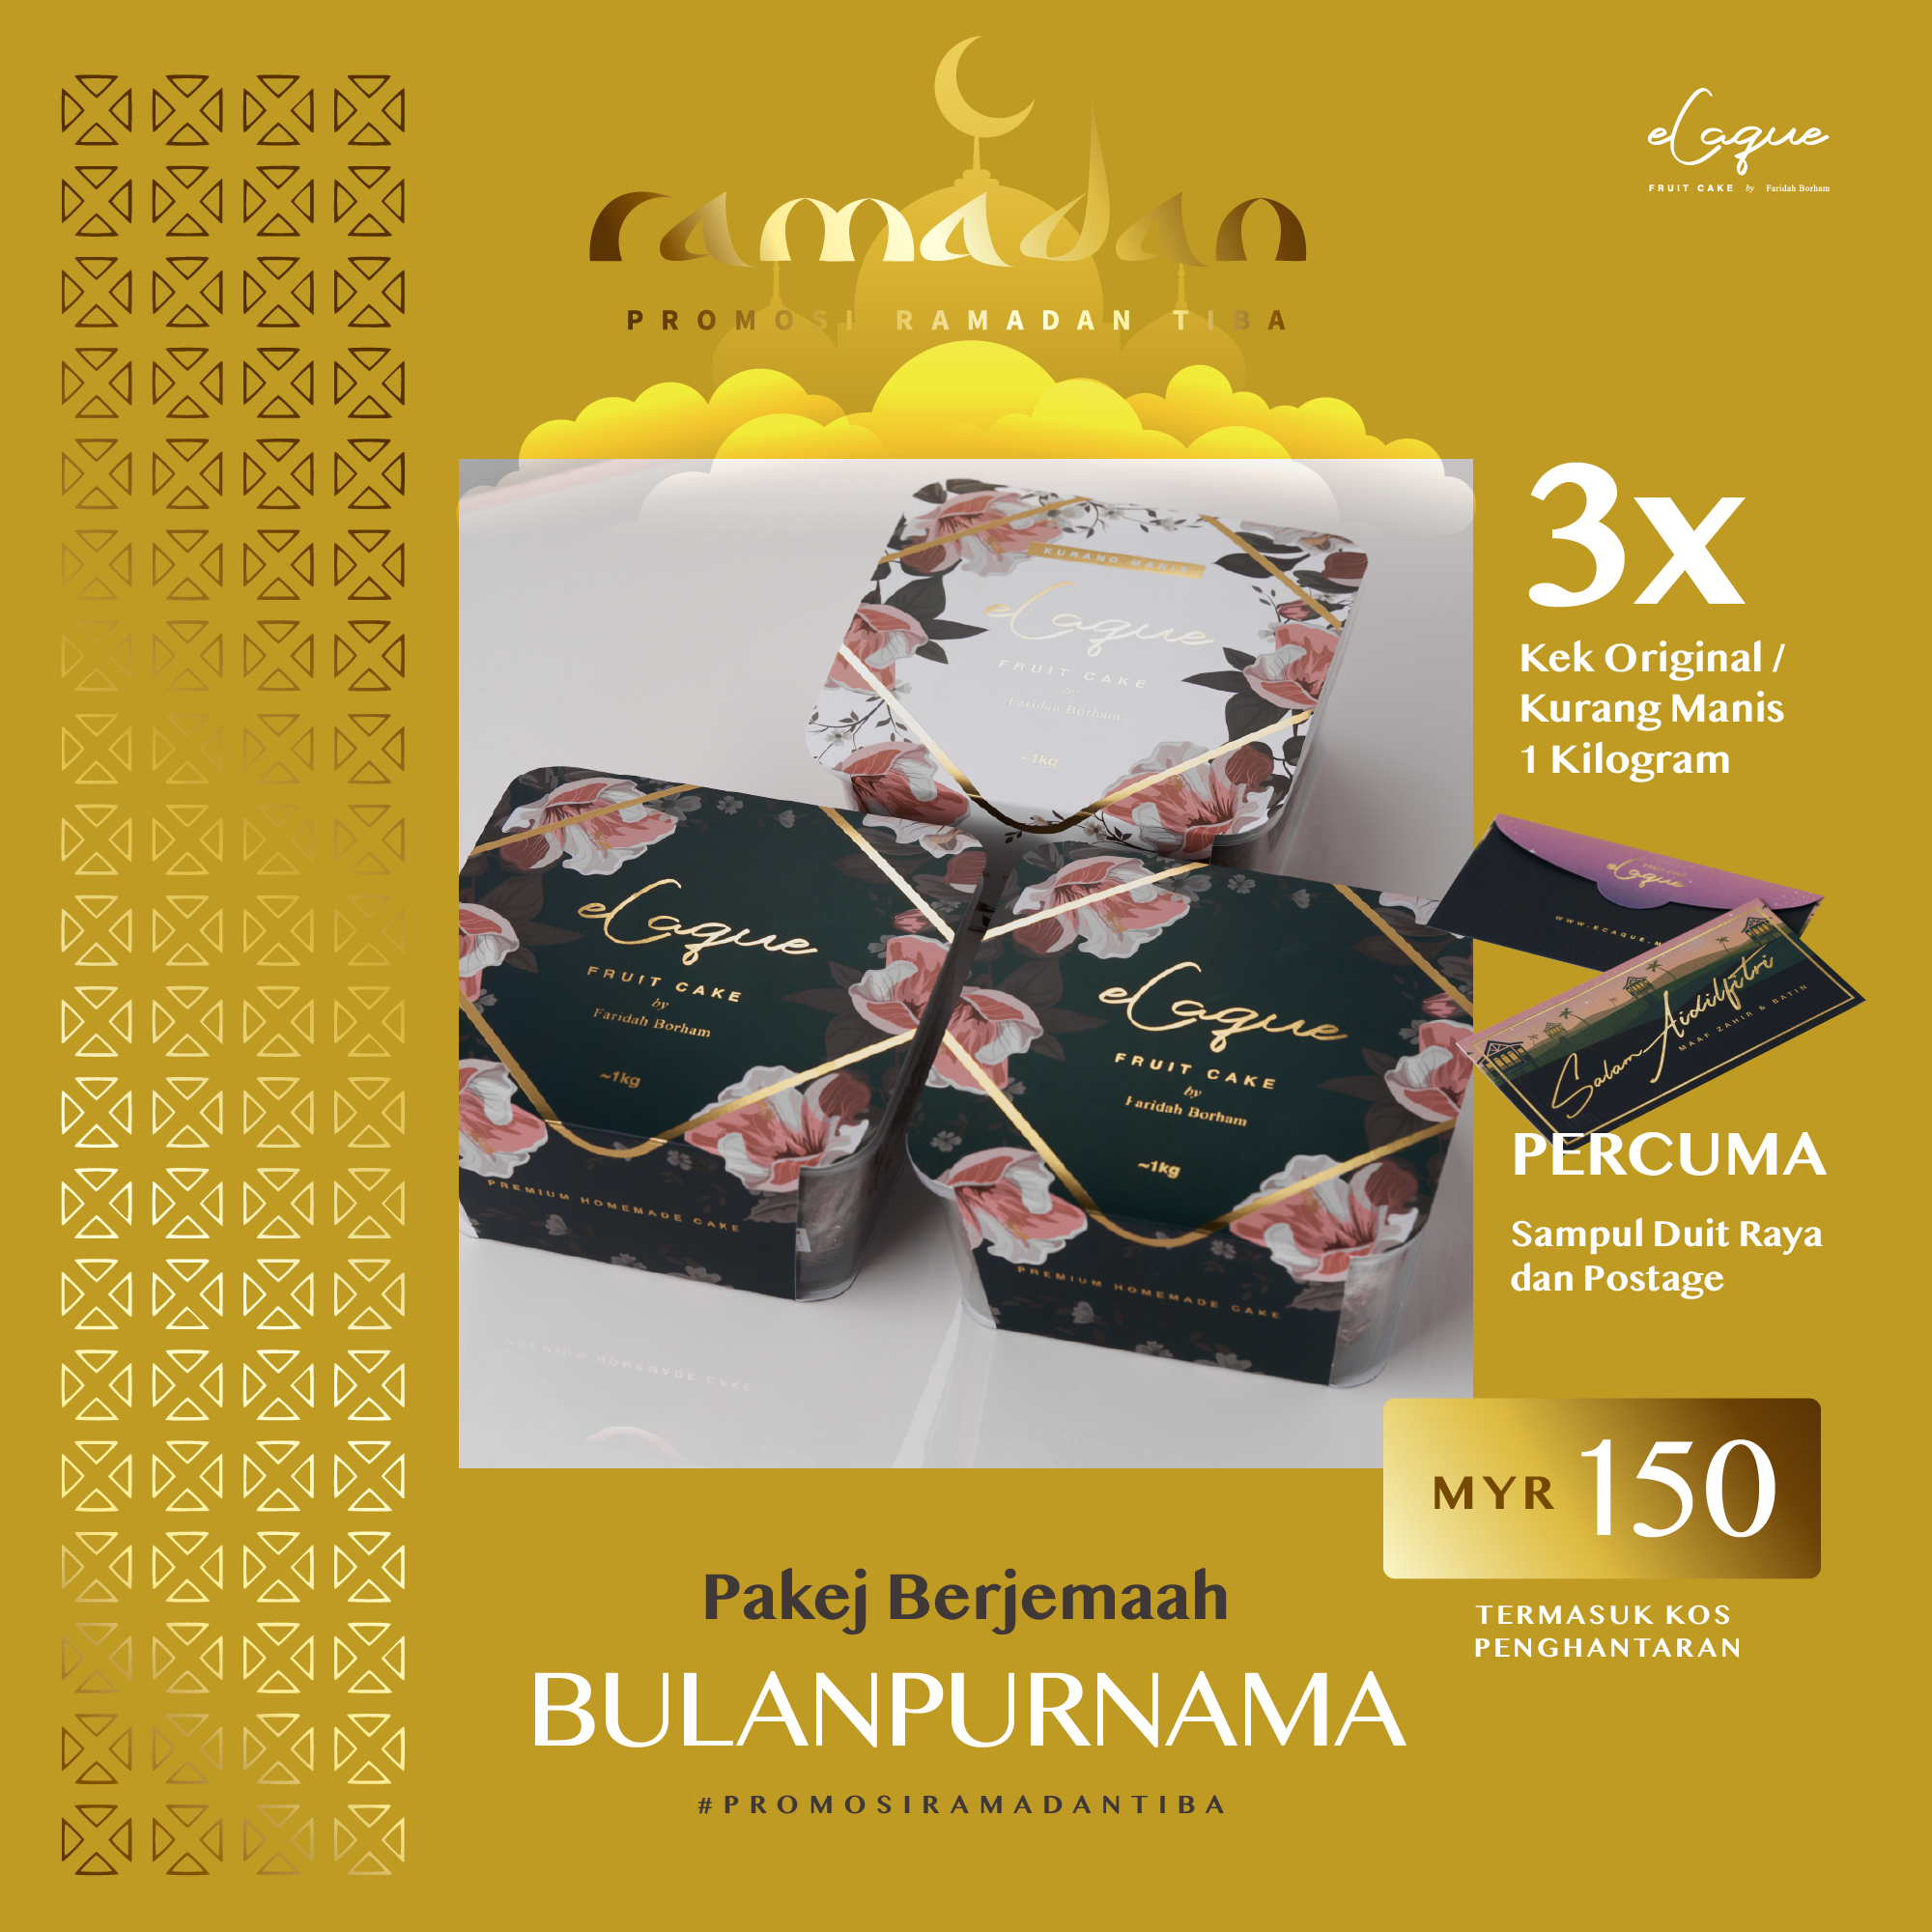 ramadan
PROMOSI RAMADAN TIBA
eCaque
FRUIT CAKE by Faridah Borham
3x
Kek Original /
Kurang Manis
1 Kilogram
KURANG MANIS
eCaque
FRUIT CAKE
by
Faridah Borham
~1kg
eCaque
FRUIT CAKE
by
Faridah Borham
~1kg
PREMIUM HOMEMADE CAKE
eCaque
FRUIT CAKE
by
Faridah Borham
~1kg
PREMIUM HOMEMADE CAKE
eCaque
WWW.ECAQUE.M
Salam Aidilfitri
MAAF ZAHIR & BATIN
PERCUMA
Sampul Duit Raya
dan Postage
MYR 150
TERMASUK KOS
PENGHANTARAN
Pakej Berjemaah
BULANPURNAMA
#PROMOSIRAMADANTIBA